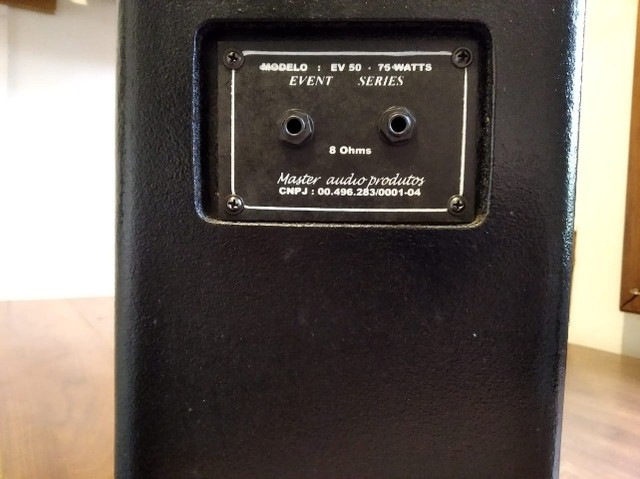 MODELO : EV 50 - 75 WATTS
EVENT SERIES
8 Ohms
Master audio produtos
CNPJ : 00.496.283/0001-04